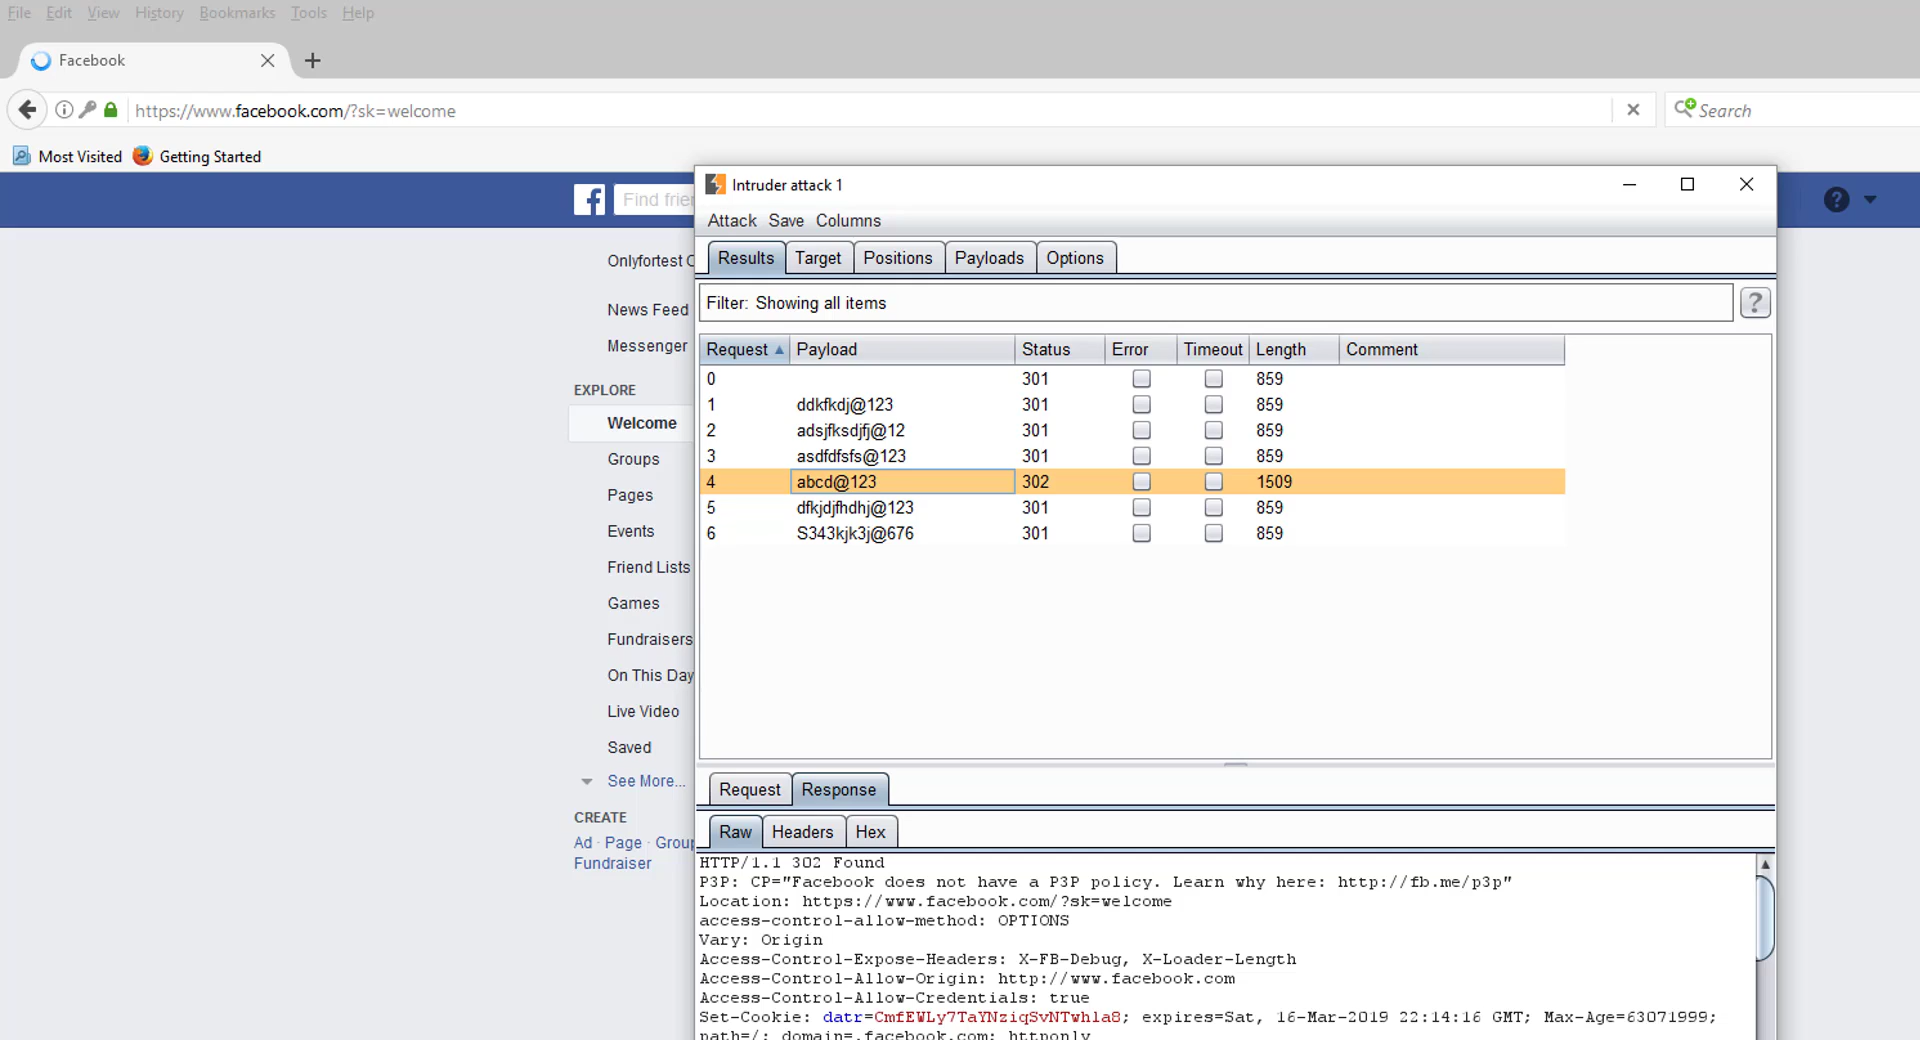 File Edit View History Bookmarks Tools Help
Facebook
https://www.facebook.com/?sk=welcome
Search
Most Visited Getting Started
Intruder attack 1
Find frie
Attack Save Columns
Results Target Positions Payloads Options
Onlyfortest
Filter: Showing all items
?
News Feed
Messenger
EXPLORE
Welcome
Groups
Pages
Events
Friend Lists
Games
Fundraisers
On This Day
Live Video
Saved
See More...
CREATE
Ad · Page · Group
Fundraiser
Request Payload Status Error Timeout Length Comment
0 301 859
1 ddkfkdj@123 301 859
2 adsjfksdjfj@12 301 859
3 asdfdfsfs@123 301 859
4 abcd@123 302 1509
5 dfkjdjfhdhj@123 301 859
6 S343kjk3j@676 301 859
Request Response
Raw Headers Hex
HTTP/1.1 302 Found
P3P: CP="Facebook does not have a P3P policy. Learn why here: http://fb.me/p3p"
Location: https://www.facebook.com/?sk=welcome
access-control-allow-method: OPTIONS
Vary: Origin
Access-Control-Expose-Headers: X-FB-Debug, X-Loader-Length
Access-Control-Allow-Origin: http://www.facebook.com
Access-Control-Allow-Credentials: true
Set-Cookie: datr=CmfEWLy7TaYNziqSvNTwhla8; expires=Sat, 16-Mar-2019 22:14:16 GMT; Max-Age=63071999;
path=/; domain=.facebook.com; httponly